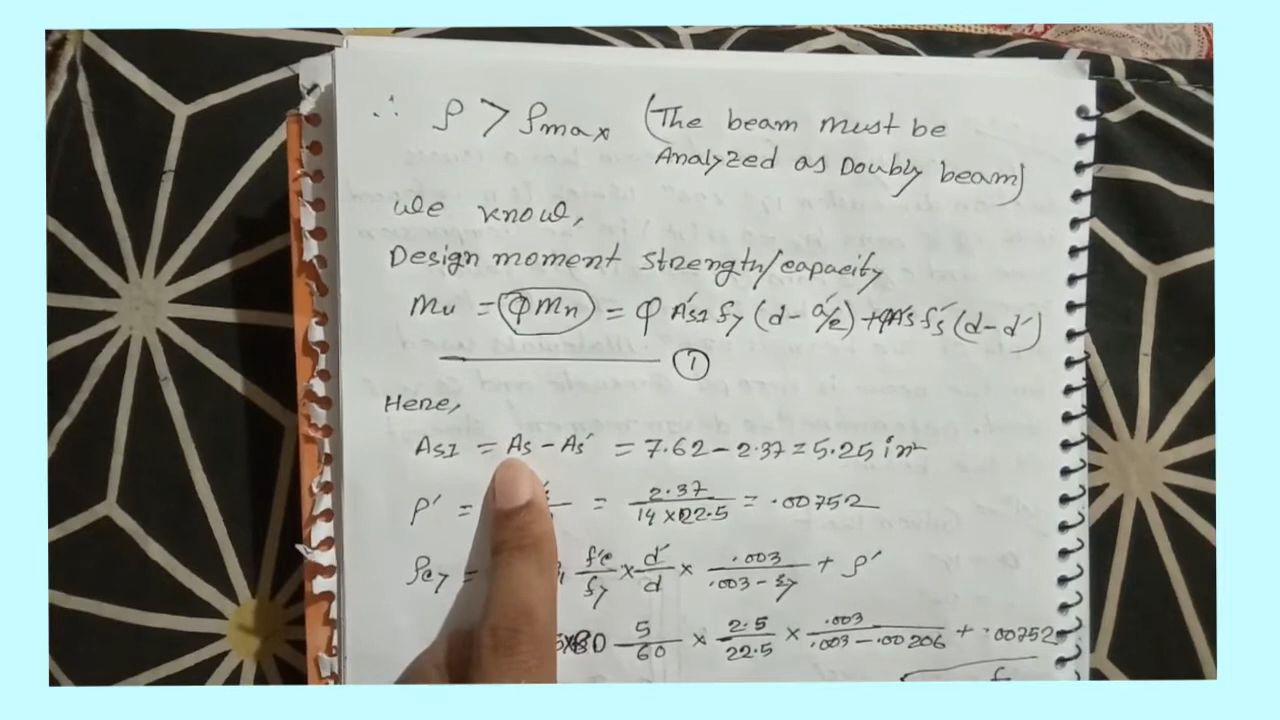 ∴ ρ > ρmax (The beam must be
Analyzed as Doubly beam)
We know,
Design moment strength/capacity
Mu = φMn = φ As1 fy (d - a/2) + φA's f's (d - d')
①
Here,
As1 = As - As' = 7.62 - 2.37 = 5.25 in²
ρ' = = 2.37 / 14 × 22.5 = .00752
ρcy = f'c / fy × d' / d × .003 / .003 - εy + ρ'
5 / 60 × 2.5 / 22.5 × .003 / .003 - .00206 + .00752